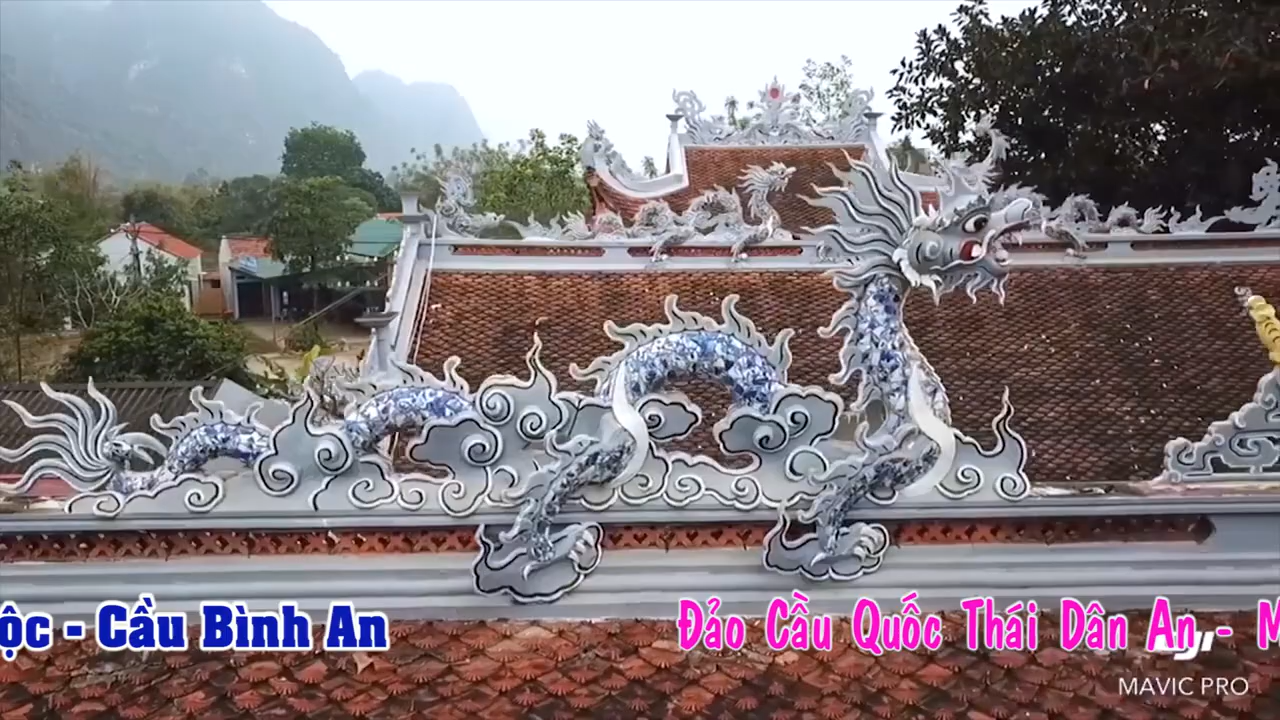 ộc - Cầu Bình An
Đảo Cầu Quốc Thái Dân An - M
MAVIC PRO